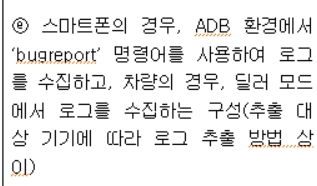 ⓔ 스마트폰의 경우, ADB 환경에서
‘bugreport’ 명령어를 사용하여 로그
를 수집하고, 차량의 경우, 딜러 모드
에서 로그를 수집하는 구성(추출 대
상 기기에 따라 로그 추출 방법 상
이)